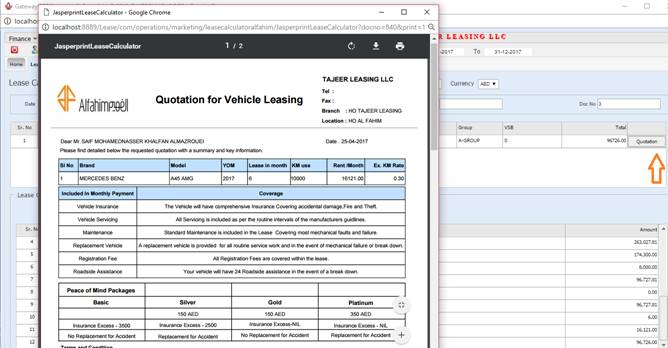 Gateway
JasperprintLeaseCalculator - Google Chrome
localhost:8889/Lease/com/operations/marketing/leasecalculatoralfahim/JasperprintLeaseCalculator?docno=840&print=1
localho
Finance
Home
Lea
Lease Ca
Date
Sr. No
1
JasperprintLeaseCalculator
1 / 2
LEASING LLC
-2017 To 31-12-2017
Currency AED
Doc No 3
Group VSB Total
A-GROUP 0 96726.00 Quotation
TAJEER LEASING LLC
Tel :
Fax :
Branch : HO TAJEER LEASING
Location : HO AL FAHIM
Quotation for Vehicle Leasing
Dear Mr.SAIF MOHAMEDNASSER KHALFAN ALMAZROUEI Date . 25-04-2017
Please find detailed below the requested quotation with a summary and key information.
Sl No Brand Model YOM Lease in month KM use Rent /Month Ex. KM Rate
1 MERCEDES BENZ A45 AMG 2017 6 10000 16121.00 0.30
Included In Monthly Payment Coverage
Vehicle Insurance The Vehicle will have comprehensive Insurance Covering accidental damage,Fire and Theft.
Vehicle Servicing All Servicing is included as per the routine intervals of the manufacturers guidlines.
Maintenance Standard Maintenance is included in the Lease Covering most mechanical faults and failure.
Replacement Vehicle A replacement vehicle is provided for all routine service work and in the event of mechanical failure or break down.
Registration Fee All Registration Fees are covered within the lease.
Roadside Assistance Your vehicle will have 24 Roadside assistance in the event of a break down.
Peace of Mind Packages
Basic Silver Gold Platinum
150 AED 150 AED 350 AED
Insurance Excess - 3500 Insurance Excess - 2500 Insurance Excess-NIL Insurance Excess - NIL
No Replacement for Accident No Replacement for Accident No Replacement for Accident Replacement for Accident
Terms and Condition
Lease C
Sr. N
4
5
6
7
8
9
10
11
12
Amount
263,027.81
174,300.00
8,000.00
96,727.81
0.00
96,727.81
6.00
16,121.00
96,726.00